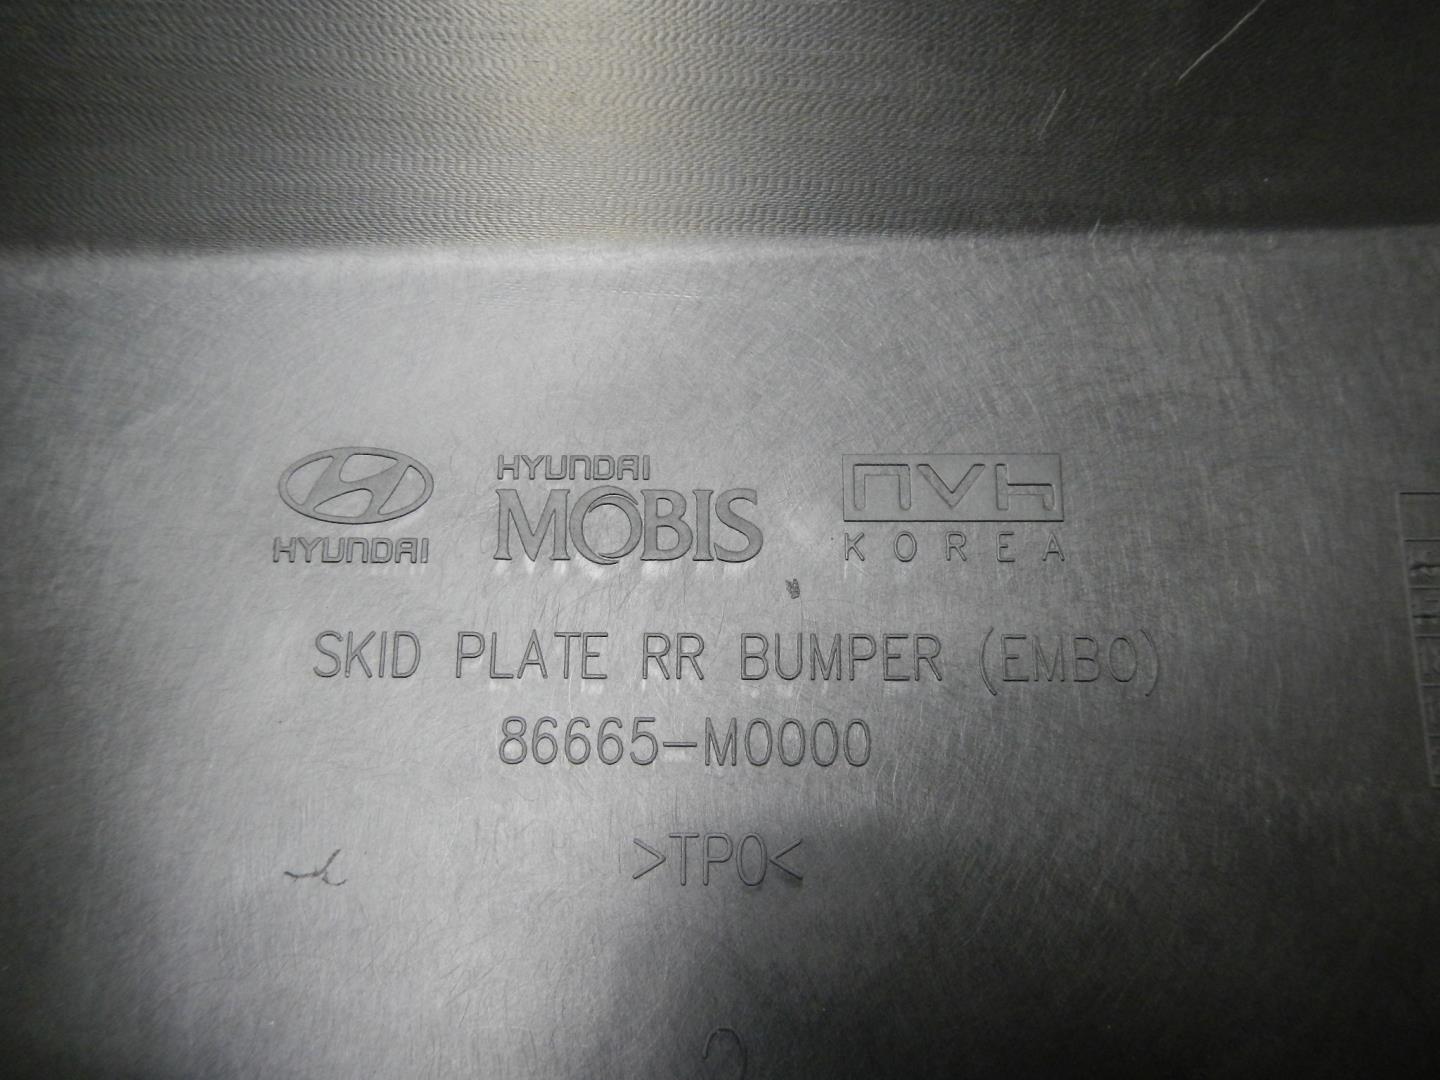 HYUNDAI
HYUNDAI
MOBIS
nvh
KOREA
SKID PLATE RR BUMPER (EMBO)
86665-M0000
>TPO<